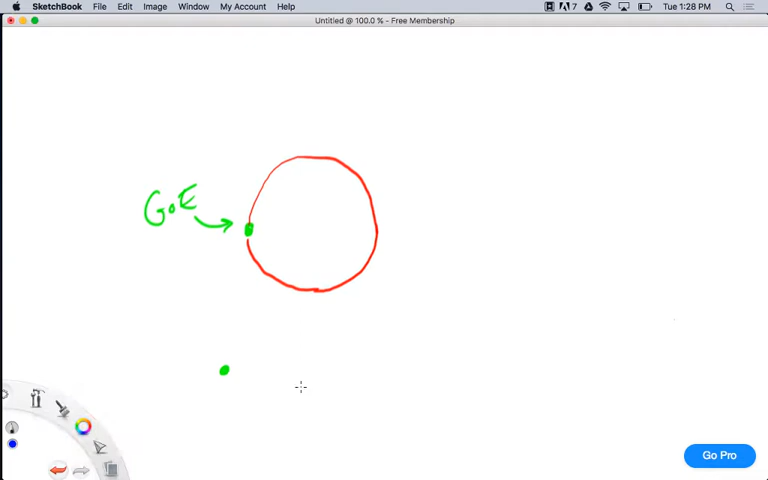 SketchBook File Edit Image Window My Account Help 7 Tue 1:28 PM
Untitled @ 100.0 % - Free Membership
GoE
Go Pro